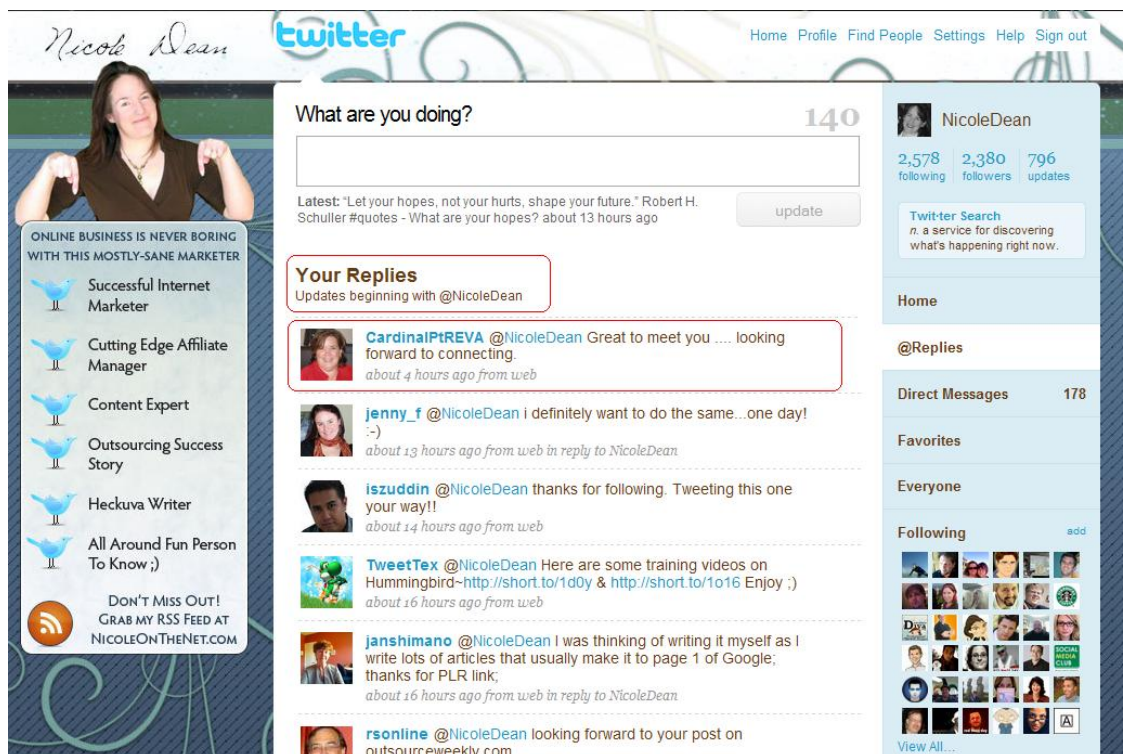 Nicole Dean
twitter
Home Profile Find People Settings Help Sign out
ONLINE BUSINESS IS NEVER BORING
WITH THIS MOSTLY-SANE MARKETER
Successful Internet
Marketer
Cutting Edge Affiliate
Manager
Content Expert
Outsourcing Success
Story
Heckuva Writer
All Around Fun Person
To Know ;)
DON'T MISS OUT!
GRAB MY RSS FEED AT
NICOLEONTHENET.COM
What are you doing? 140
Latest: "Let your hopes, not your hurts, shape your future." Robert H.
Schuller #quotes - What are your hopes? about 13 hours ago
update
Your Replies
Updates beginning with @NicoleDean
CardinalPtREVA @NicoleDean Great to meet you .... looking
forward to connecting.
about 4 hours ago from web
jenny_f @NicoleDean i definitely want to do the same...one day!
:-)
about 13 hours ago from web in reply to NicoleDean
iszuddin @NicoleDean thanks for following. Tweeting this one
your way!!
about 14 hours ago from web
TweetTex @NicoleDean Here are some training videos on
Hummingbird~http://short.to/1d0y & http://short.to/1o16 Enjoy ;)
about 16 hours ago from web
janshimano @NicoleDean I was thinking of writing it myself as I
write lots of articles that usually make it to page 1 of Google;
thanks for PLR link;
about 16 hours ago from web in reply to NicoleDean
rsonline @NicoleDean looking forward to your post on
outsourceweekly.com
NicoleDean
2,578 2,380 796
following followers updates
Twit·ter Search
n. a service for discovering
what's happening right now.
Home
@Replies
Direct Messages 178
Favorites
Everyone
Following add
SOCIAL
MEDIA
CLUB
A
View All...